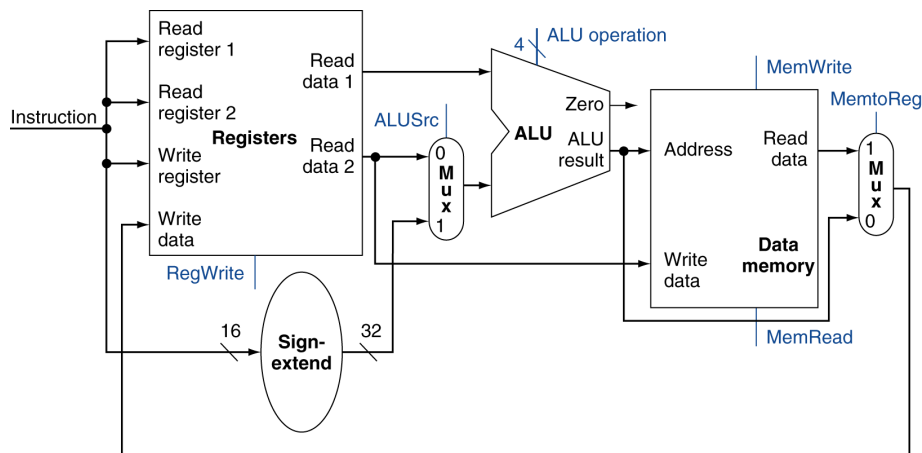 Instruction
Read
register 1
Read
register 2
Registers
Write
register
Write
data
Read
data 1
Read
data 2
RegWrite
16
Sign-
extend
32
ALUSrc
0
Mux
1
4
ALU operation
Zero
ALU
ALU
result
MemWrite
Address
Read
data
Write
data
Data
memory
MemRead
MemtoReg
1
Mux
0